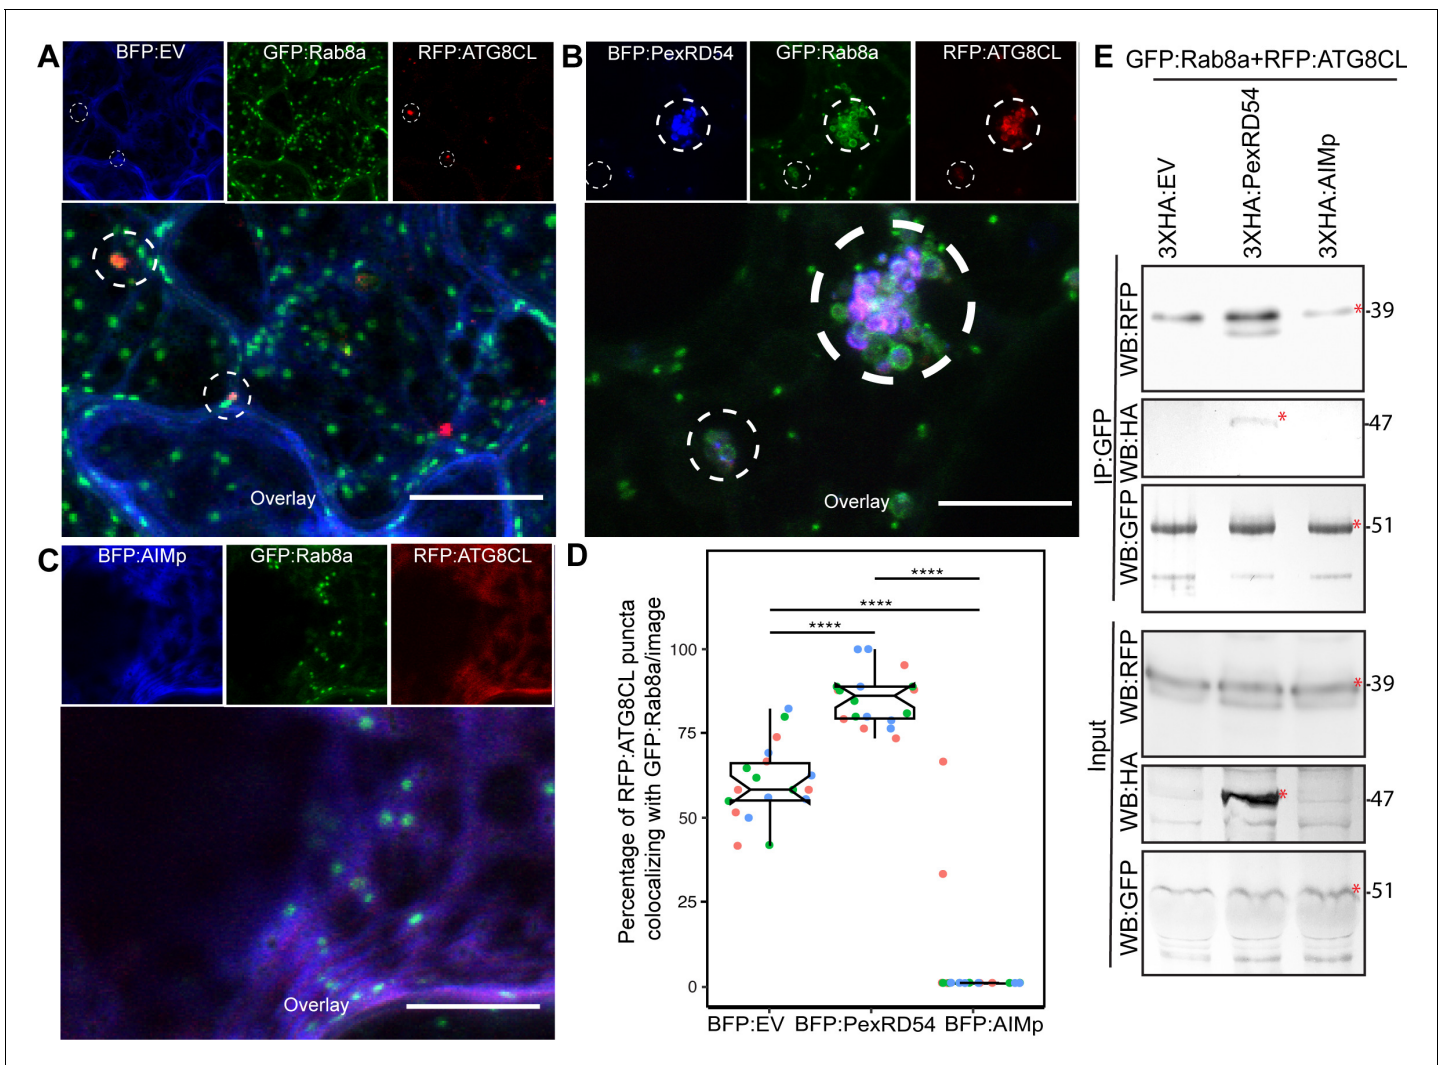 A
BFP:EV
GFP:Rab8a
RFP:ATG8CL
Overlay
B
BFP:PexRD54
GFP:Rab8a
RFP:ATG8CL
Overlay
C
BFP:AIMp
GFP:Rab8a
RFP:ATG8CL
Overlay
D
Percentage of RFP:ATG8CL puncta
colocalizing with GFP:Rab8a/image
100
75
50
25
0
****
****
****
BFP:EV
BFP:PexRD54
BFP:AIMp
E
GFP:Rab8a+RFP:ATG8CL
3XHA:EV
3XHA:PexRD54
3XHA:AIMp
IP:GFP
WB:RFP
*
-39
WB:HA
*
-47
WB:GFP
*
-51
Input
WB:RFP
*
-39
WB:HA
*
-47
WB:GFP
*
-51